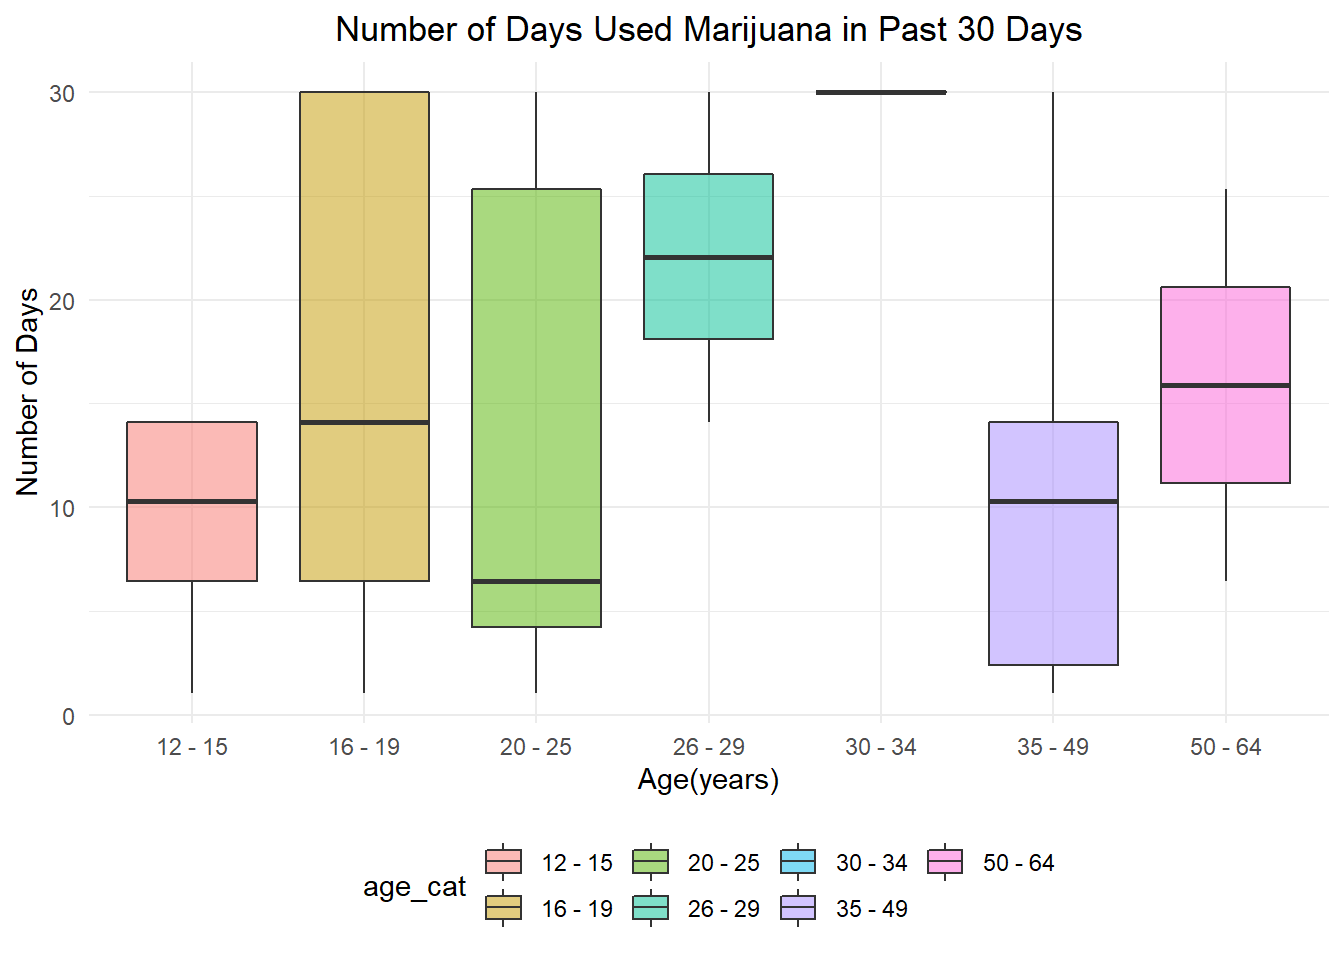 Number of Days Used Marijuana in Past 30 Days
Number of Days
30
20
10
0
12 - 15 16 - 19 20 - 25 26 - 29 30 - 34 35 - 49 50 - 64
Age(years)
age_cat
12 - 15 20 - 25 30 - 34 50 - 64
16 - 19 26 - 29 35 - 49